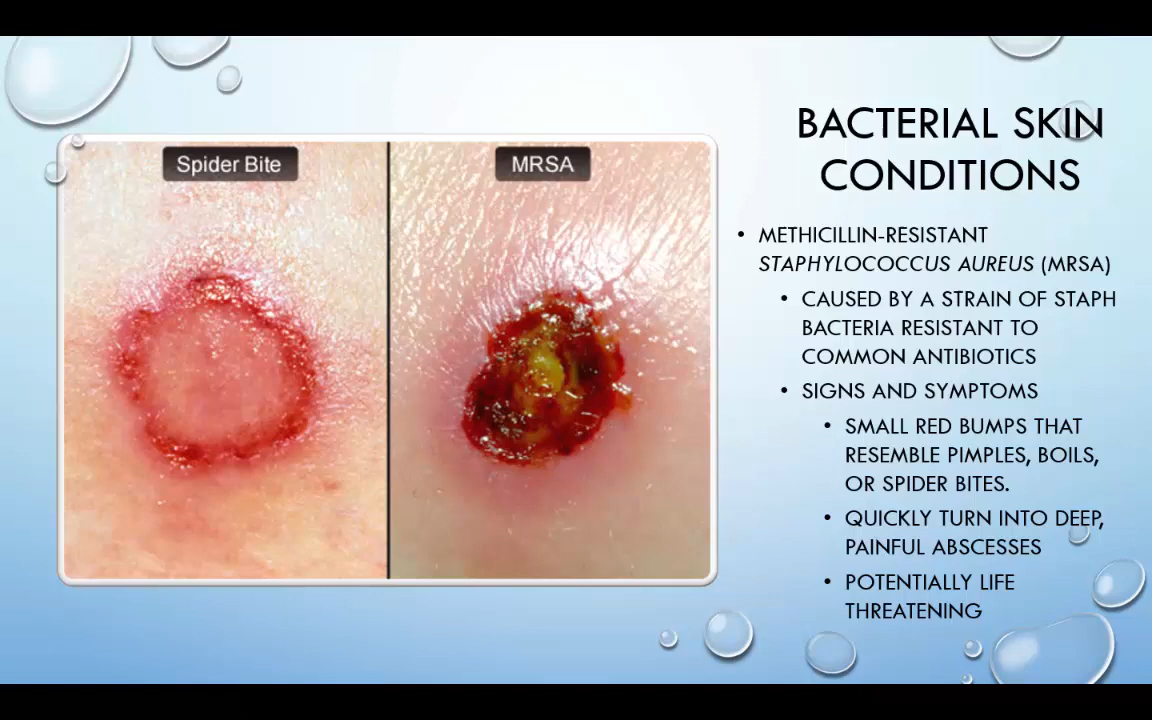 Spider Bite
MRSA
BACTERIAL SKIN
CONDITIONS
• METHICILLIN-RESISTANT
STAPHYLOCOCCUS AUREUS (MRSA)
• CAUSED BY A STRAIN OF STAPH
BACTERIA RESISTANT TO
COMMON ANTIBIOTICS
• SIGNS AND SYMPTOMS
• SMALL RED BUMPS THAT
RESEMBLE PIMPLES, BOILS,
OR SPIDER BITES.
• QUICKLY TURN INTO DEEP,
PAINFUL ABSCESSES
• POTENTIALLY LIFE
THREATENING